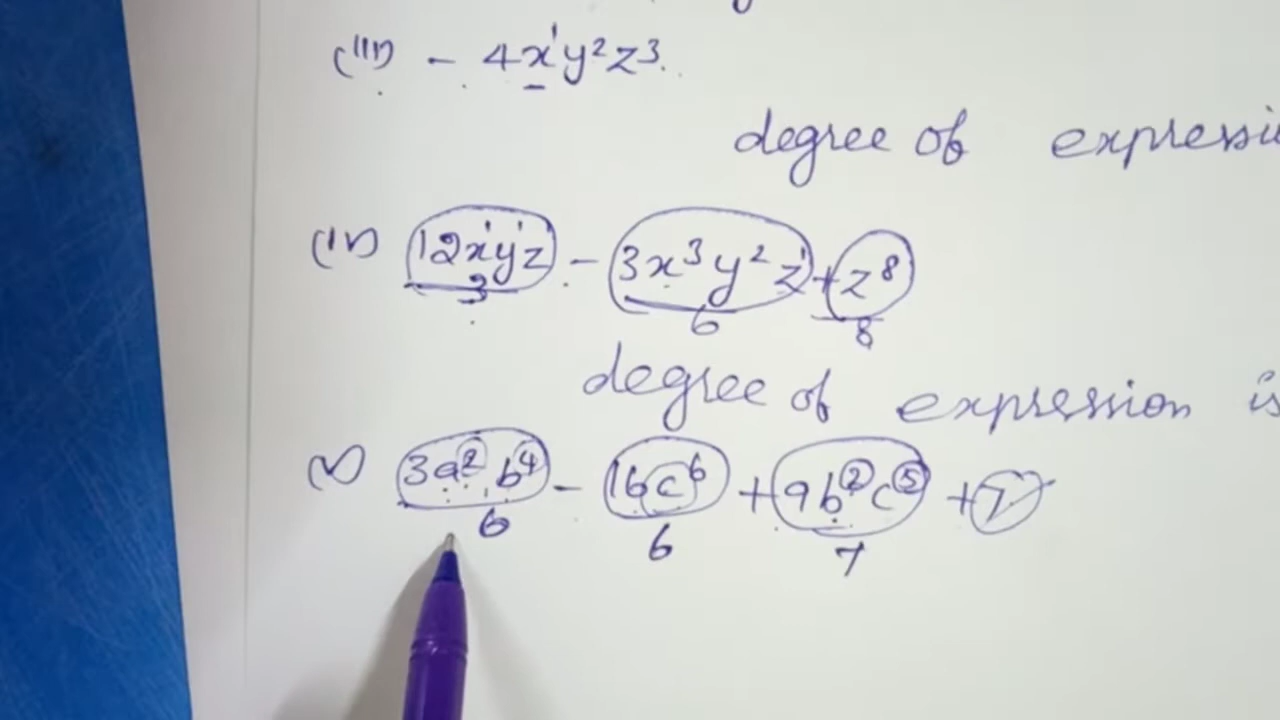 (iii) - 4x¹y²z³.
degree of expressi
(iv) 12x¹y¹z - 3x³y²z¹ + z⁸
3 6 8
degree of expression is
(v) 3a²b⁴ - 16c⁶ + 9b²c⁵ + 7
6 6 7